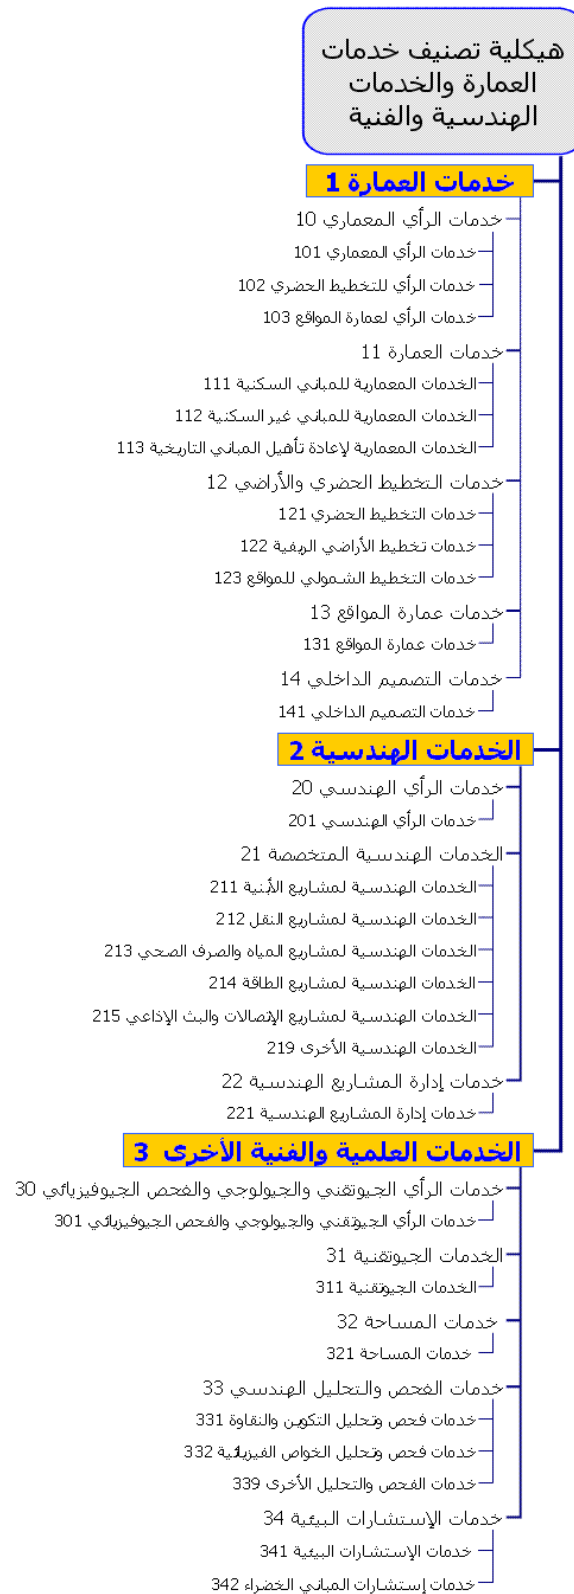 هيكلية تصنيف خدمات
العمارة والخدمات
الهندسية والفنية
خدمات العمارة 1
خدمات الرأي المعماري 10
خدمات الرأي المعماري 101
خدمات الرأي للتخطيط الحضري 102
خدمات الرأي لعمارة المواقع 103
خدمات العمارة 11
الخدمات المعمارية للمباني السكنية 111
الخدمات المعمارية للمباني غير السكنية 112
الخدمات المعمارية لإعادة تأهيل المباني التاريخية 113
خدمات التخطيط الحضري والأراضي 12
خدمات التخطيط الحضري 121
خدمات تخطيط الأراضي الريفية 122
خدمات التخطيط الشمولي للمواقع 123
خدمات عمارة المواقع 13
خدمات عمارة المواقع 131
خدمات التصميم الداخلي 14
خدمات التصميم الداخلي 141
الخدمات الهندسية 2
خدمات الرأي الهندسي 20
خدمات الرأي الهندسي 201
الخدمات الهندسية المتخصصة 21
الخدمات الهندسية لمشاريع الأبنية 211
الخدمات الهندسية لمشاريع النقل 212
الخدمات الهندسية لمشاريع المياه والصرف الصحي 213
الخدمات الهندسية لمشاريع الطاقة 214
الخدمات الهندسية لمشاريع الإتصالات والبث الإذاعي 215
الخدمات الهندسية الأخرى 219
خدمات إدارة المشاريع الهندسية 22
خدمات إدارة المشاريع الهندسية 221
الخدمات العلمية والفنية الأخرى 3
خدمات الرأي الجيوتقني والجيولوجي والفحص الجيوفيزيائي 30
خدمات الرأي الجيوتقني والجيولوجي والفحص الجيوفيزيائي 301
الخدمات الجيوتقنية 31
الخدمات الجيوتقنية 311
خدمات المساحة 32
خدمات المساحة 321
خدمات الفحص والتحليل الهندسي 33
خدمات فحص وتحليل التكوين والنقاوة 331
خدمات فحص وتحليل الخواص الفيزيائية 332
خدمات الفحص والتحليل الأخرى 339
خدمات الإستشارات البيئية 34
خدمات الإستشارات البيئية 341
خدمات إستشارات المباني الخضراء 342